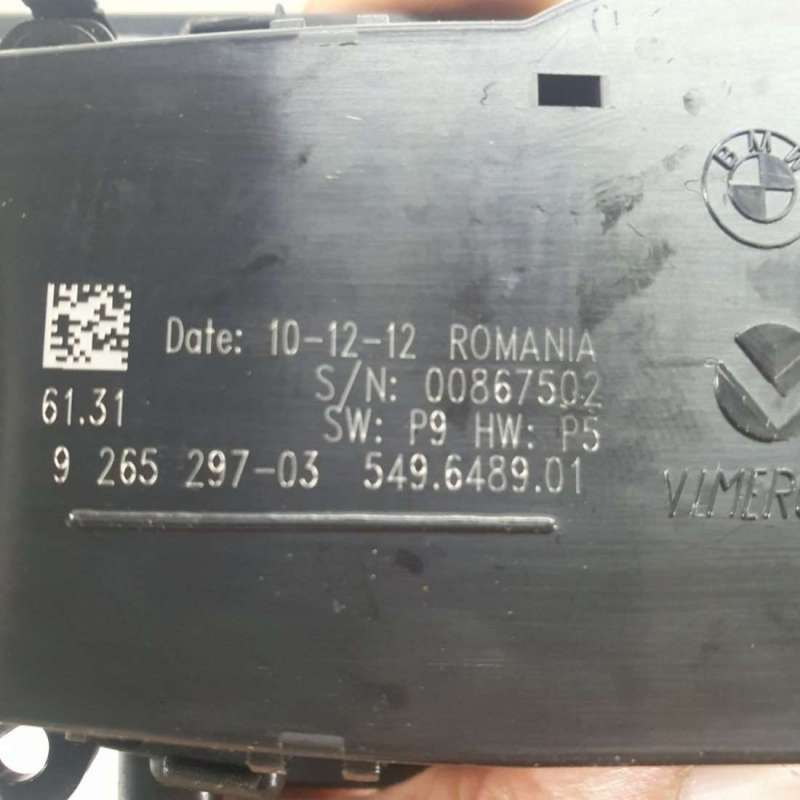 BMW
Date: 10-12-12 ROMANIA
S/N: 00867502
61.31
SW: P9 HW: P5
9 265 297-03 549.6489.01